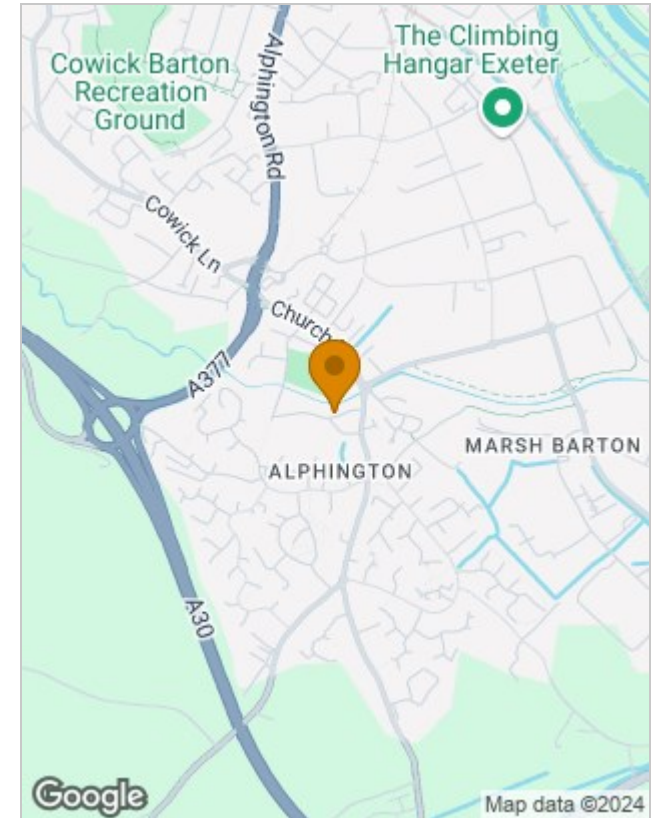 Cowick Barton
Recreation
Ground
The Climbing
Hangar Exeter
Alphington Rd
Cowick Ln
Church
A377
MARSH BARTON
ALPHINGTON
A30
Google
Map data ©2024